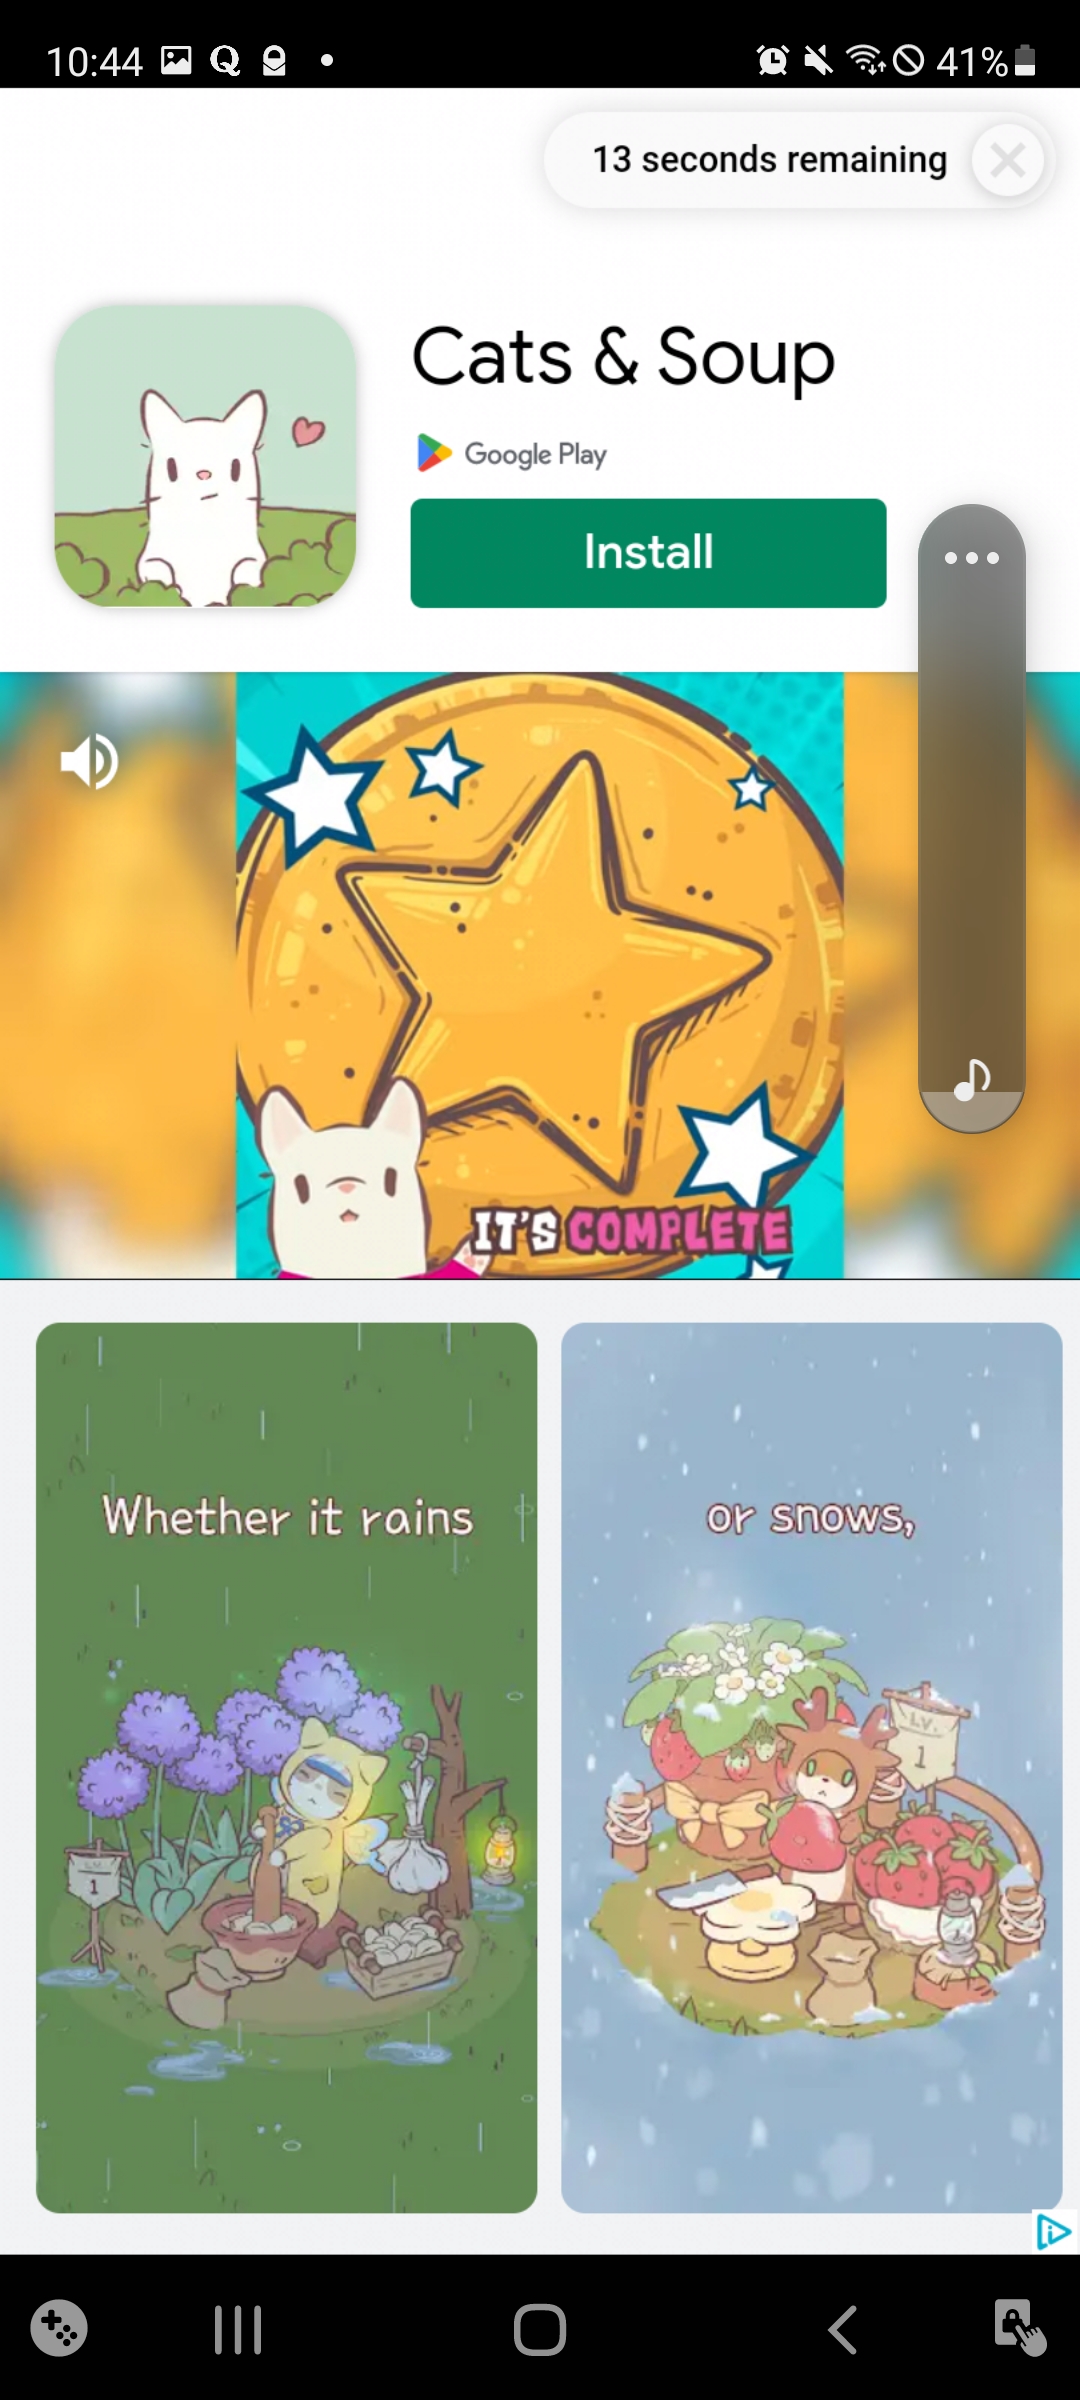 10:44
41%
13 seconds remaining
Cats & Soup
Google Play
Install
IT'S COMPLETE
Whether it rains
or snows,
LV.
1
LV.
1